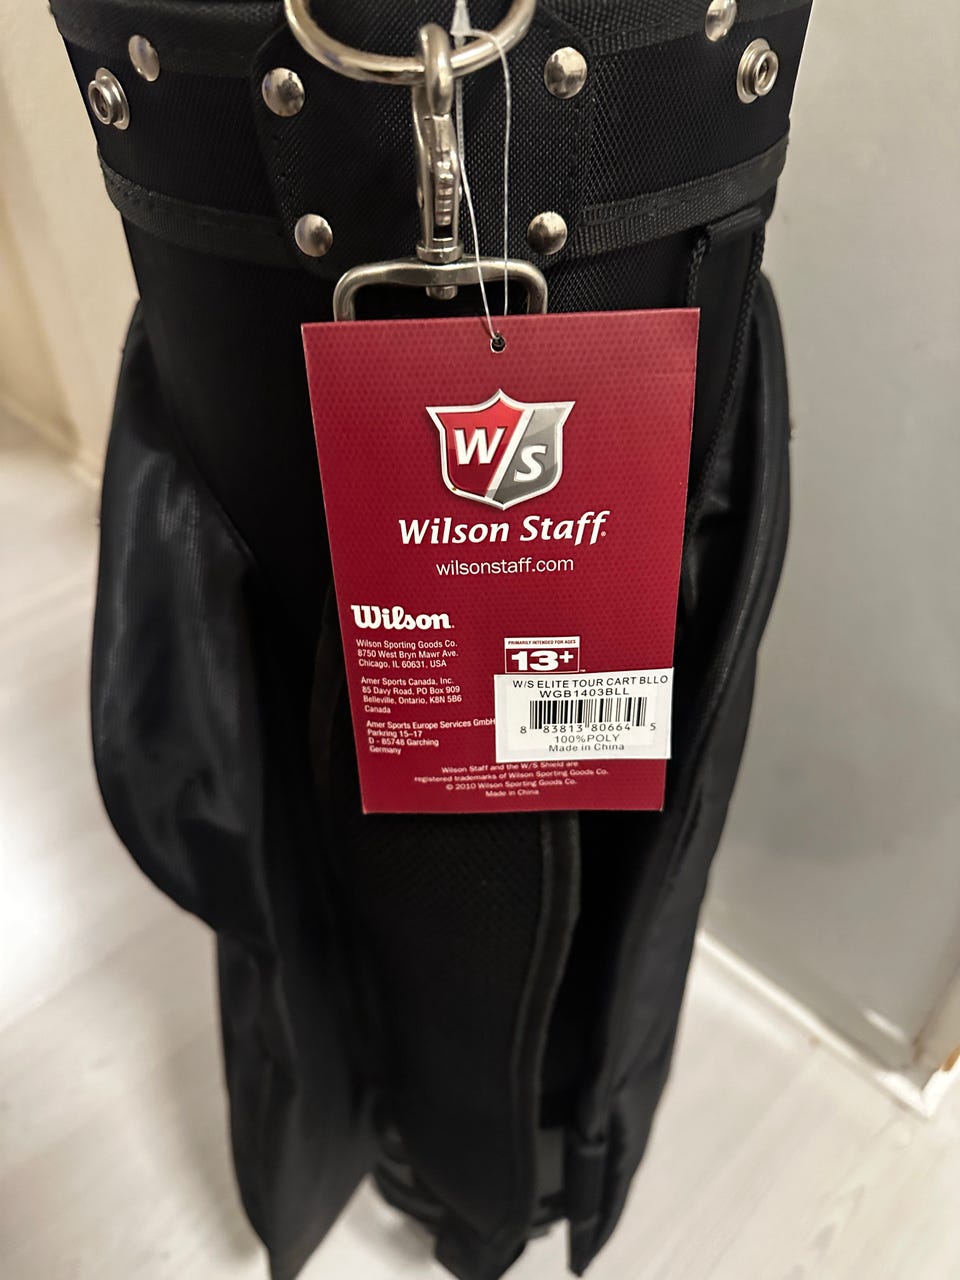 W/S
Wilson Staff®
wilsonstaff.com
Wilson®
Wilson Sporting Goods Co.
8750 West Bryn Mawr Ave.
Chicago, IL 60631, USA
Amer Sports Canada, Inc.
85 Davy Road, PO Box 909
Belleville, Ontario, K8N 5B6
Canada
Amer Sports Europe Services GmbH
Parkring 15–17
D - 85748 Garching
Germany
PRIMARILY INTENDED FOR AGES
13+™
W/S ELITE TOUR CART BLLO
WGB1403BLL
8 83813 80664 5
100%POLY
Made in China
Wilson Staff and the W/S Shield are
registered trademarks of Wilson Sporting Goods Co.
© 2010 Wilson Sporting Goods Co.
Made in China